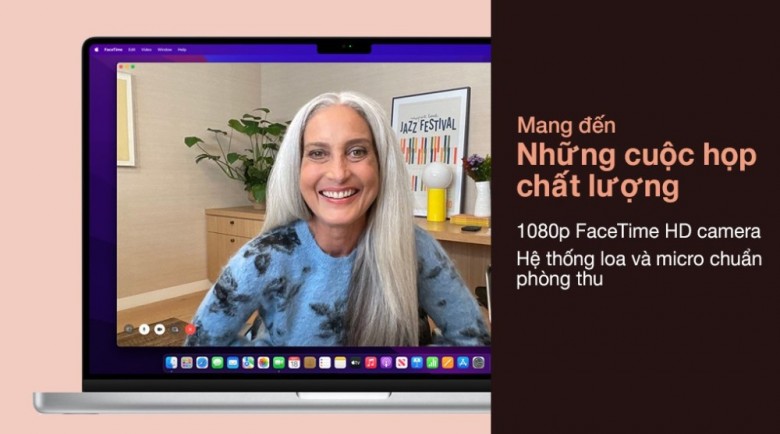 FaceTime Edit Video Window Help
JAZZ FESTIVAL
Mang đến
Những cuộc họp
chất lượng
1080p FaceTime HD camera
Hệ thống loa và micro chuẩn
phòng thu